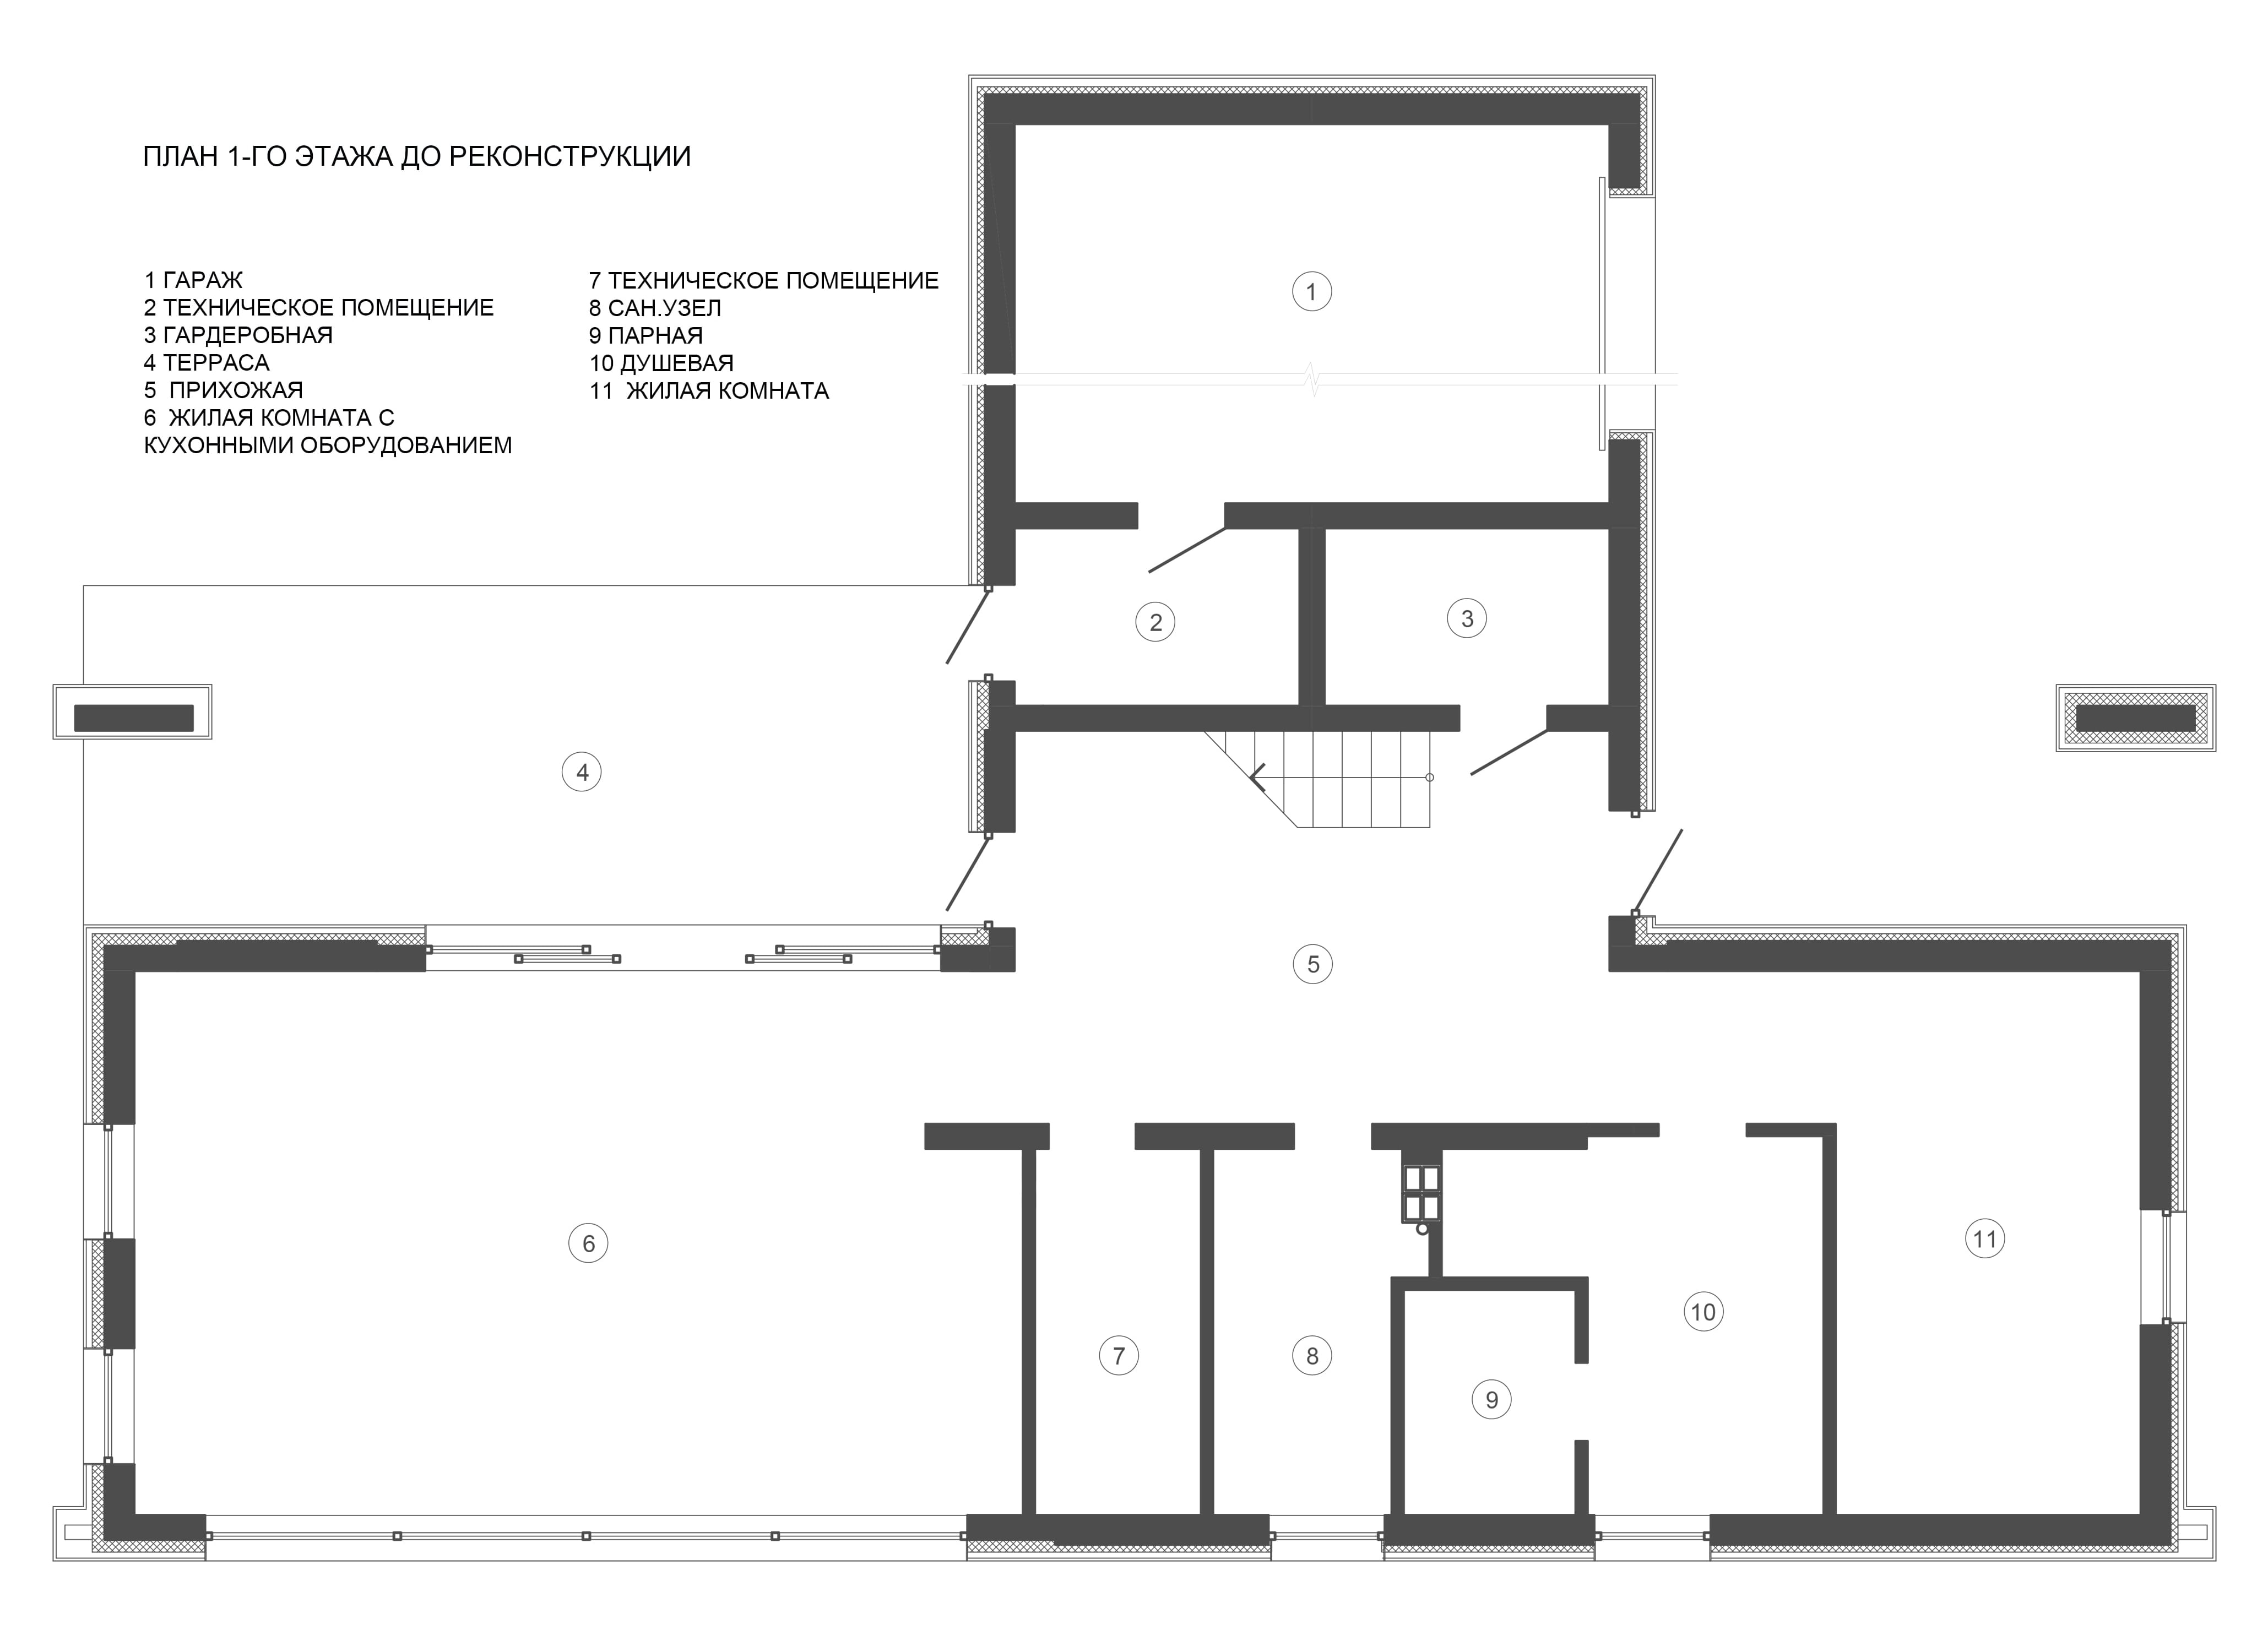 ПЛАН 1-ГО ЭТАЖА ДО РЕКОНСТРУКЦИИ
1 ГАРАЖ
2 ТЕХНИЧЕСКОЕ ПОМЕЩЕНИЕ
3 ГАРДЕРОБНАЯ
4 ТЕРРАСА
5 ПРИХОЖАЯ
6 ЖИЛАЯ КОМНАТА С
КУХОННЫМИ ОБОРУДОВАНИЕМ
7 ТЕХНИЧЕСКОЕ ПОМЕЩЕНИЕ
8 САН.УЗЕЛ
9 ПАРНАЯ
10 ДУШЕВАЯ
11 ЖИЛАЯ КОМНАТА
1
2
3
4
5
6
7
8
9
10
11